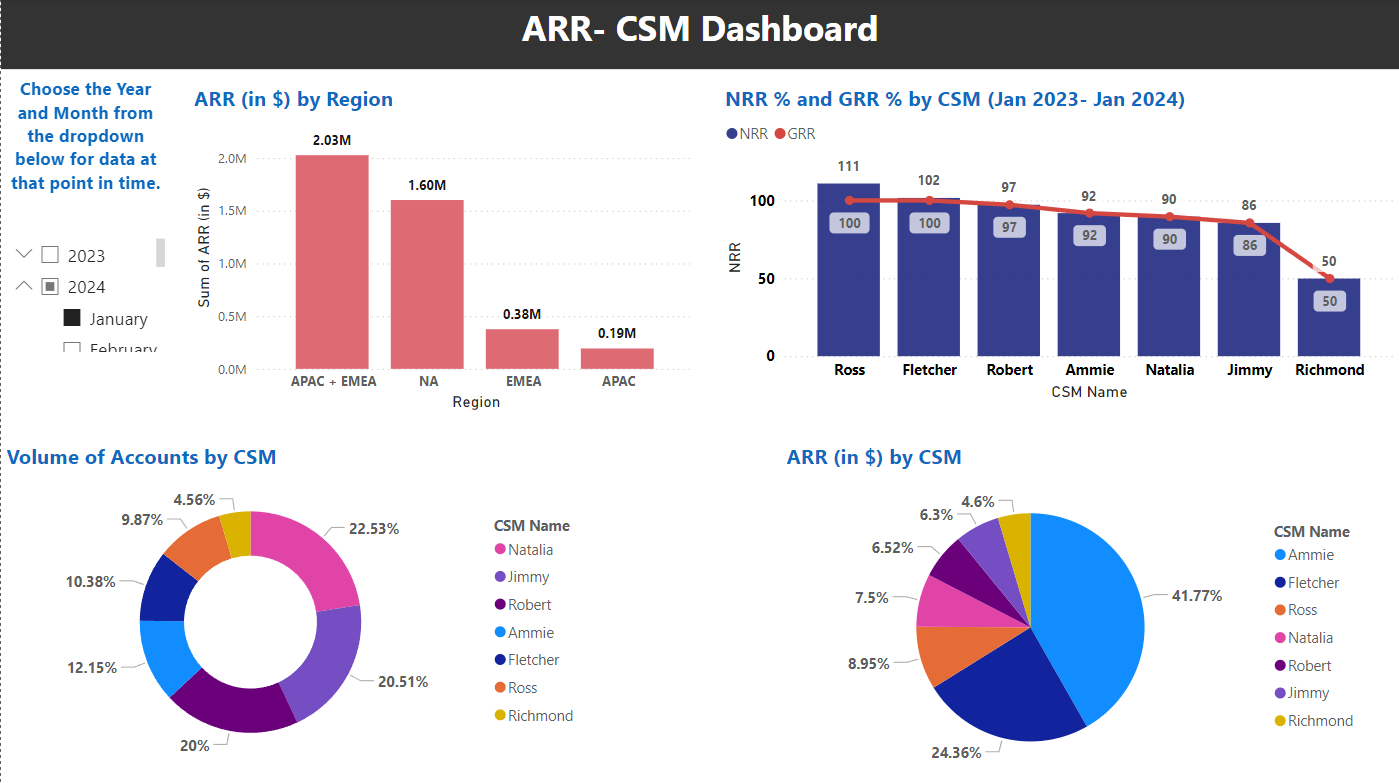 ARR- CSM Dashboard
Choose the Year
and Month from
the dropdown
below for data at
that point in time.
2023
2024
January
February
ARR (in $) by Region
Sum of ARR (in $)
2.0M
1.5M
1.0M
0.5M
0.0M
2.03M
1.60M
0.38M
0.19M
APAC + EMEA
NA
EMEA
APAC
Region
NRR % and GRR % by CSM (Jan 2023- Jan 2024)
NRR
GRR
NRR
100
50
0
111
102
97
92
90
86
50
100
100
97
92
90
86
50
Ross
Fletcher
Robert
Ammie
Natalia
Jimmy
Richmond
CSM Name
Volume of Accounts by CSM
22.53%
20.51%
20%
12.15%
10.38%
9.87%
4.56%
CSM Name
Natalia
Jimmy
Robert
Ammie
Fletcher
Ross
Richmond
ARR (in $) by CSM
41.77%
24.36%
8.95%
7.5%
6.52%
6.3%
4.6%
CSM Name
Ammie
Fletcher
Ross
Natalia
Robert
Jimmy
Richmond